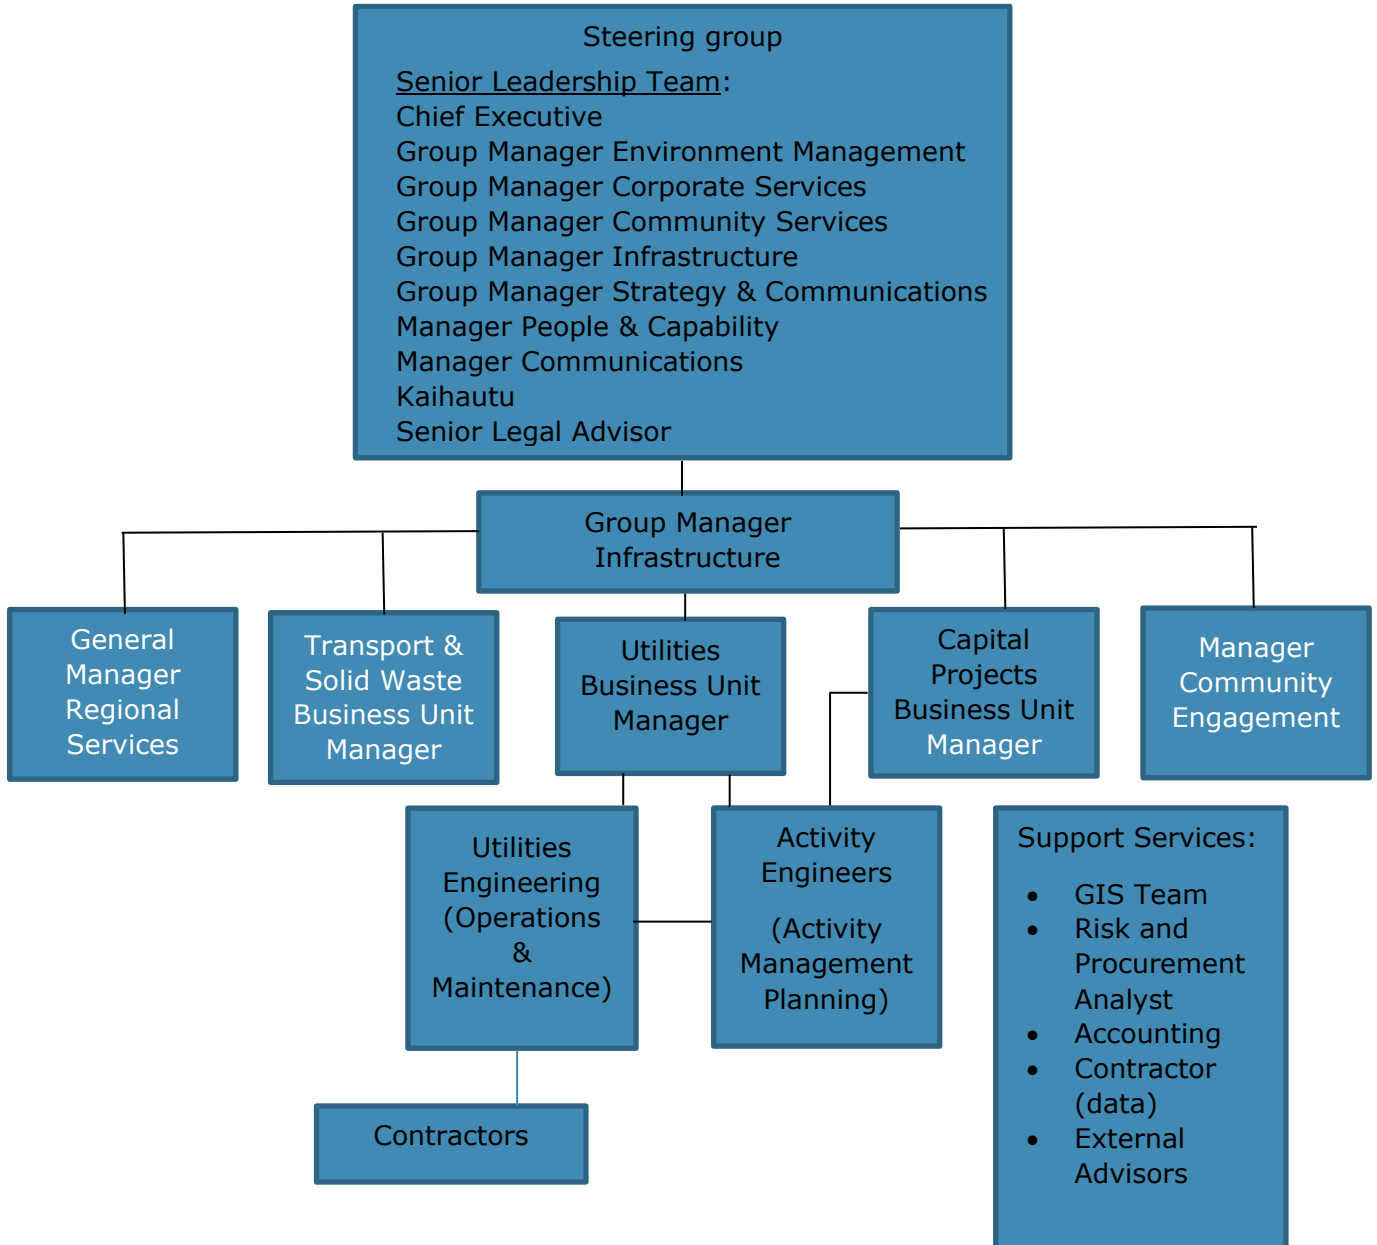 Steering group
Senior Leadership Team:
Chief Executive
Group Manager Environment Management
Group Manager Corporate Services
Group Manager Community Services
Group Manager Infrastructure
Group Manager Strategy & Communications
Manager People & Capability
Manager Communications
Kaihautu
Senior Legal Advisor
Group Manager
Infrastructure
General
Manager
Regional
Services
Transport &
Solid Waste
Business Unit
Manager
Utilities
Business Unit
Manager
Capital
Projects
Business Unit
Manager
Manager
Community
Engagement
Utilities
Engineering
(Operations
&
Maintenance)
Activity
Engineers
(Activity
Management
Planning)
Support Services:
• GIS Team
• Risk and
Procurement
Analyst
• Accounting
• Contractor
(data)
• External
Advisors
Contractors